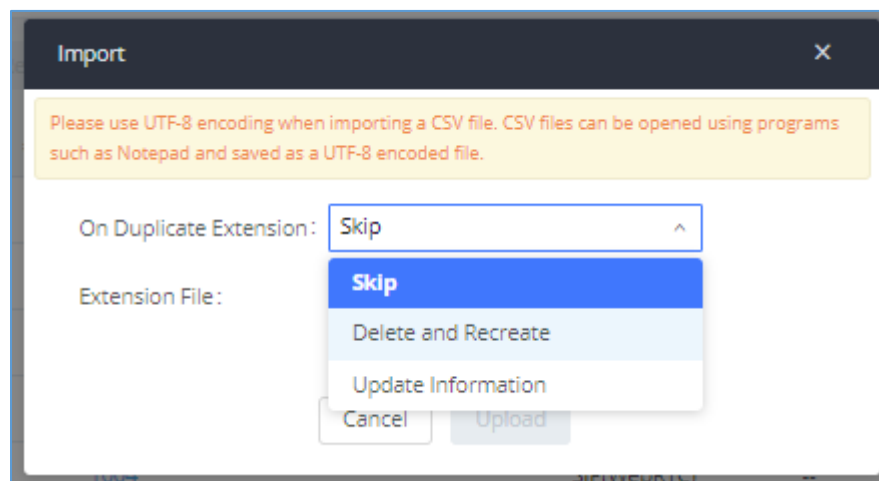 Import
Please use UTF-8 encoding when importing a CSV file. CSV files can be opened using programs
such as Notepad and saved as a UTF-8 encoded file.
On Duplicate Extension: Skip
Skip
Extension File:
Delete and Recreate
Update Information
Cancel Upload